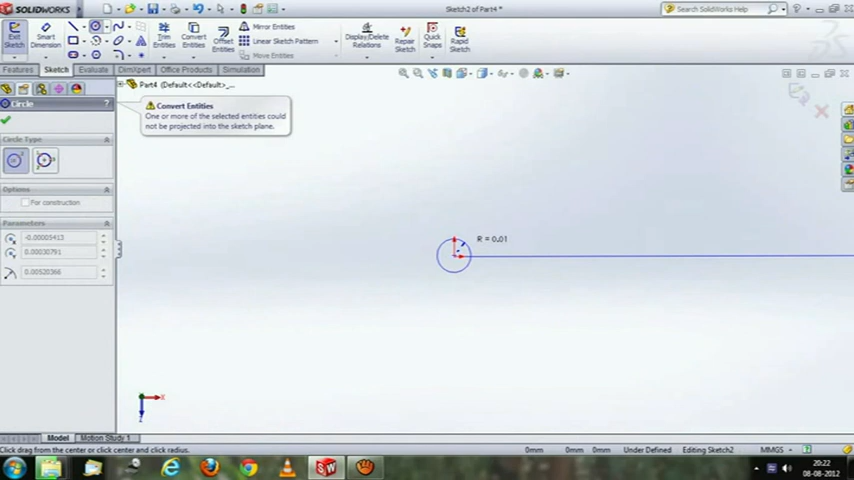 SOLIDWORKS
Sketch2 of Part4 *
Search SolidWorks Help
Exit Sketch
Smart Dimension
Trim Entities
Convert Entities
Offset Entities
Mirror Entities
Linear Sketch Pattern
Move Entities
Display/Delete Relations
Repair Sketch
Quick Snaps
Rapid Sketch
Features
Sketch
Evaluate
DimXpert
Office Products
Simulation
Part4 (Default<<Default>_...
Circle
?
Convert Entities
One or more of the selected entities could
not be projected into the sketch plane.
Circle Type
Options
For construction
Parameters
-0.00005413
0.00030791
0.00520366
R = 0.01
X
Z
Model
Motion Study 1
Click drag from the center or click center and click radius.
0mm
0mm
0mm
Under Defined
Editing Sketch2
MMGS
20:22
08-08-2012